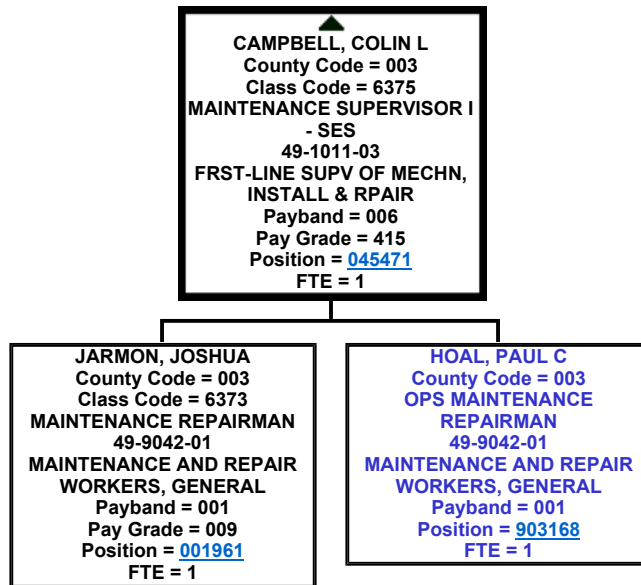 CAMPBELL, COLIN L
County Code = 003
Class Code = 6375
MAINTENANCE SUPERVISOR I
- SES
49-1011-03
FRST-LINE SUPV OF MECHN,
INSTALL & RPAIR
Payband = 006
Pay Grade = 415
Position = 045471
FTE = 1
JARMON, JOSHUA
County Code = 003
Class Code = 6373
MAINTENANCE REPAIRMAN
49-9042-01
MAINTENANCE AND REPAIR
WORKERS, GENERAL
Payband = 001
Pay Grade = 009
Position = 001961
FTE = 1
HOAL, PAUL C
County Code = 003
OPS MAINTENANCE
REPAIRMAN
49-9042-01
MAINTENANCE AND REPAIR
WORKERS, GENERAL
Payband = 001
Position = 903168
FTE = 1